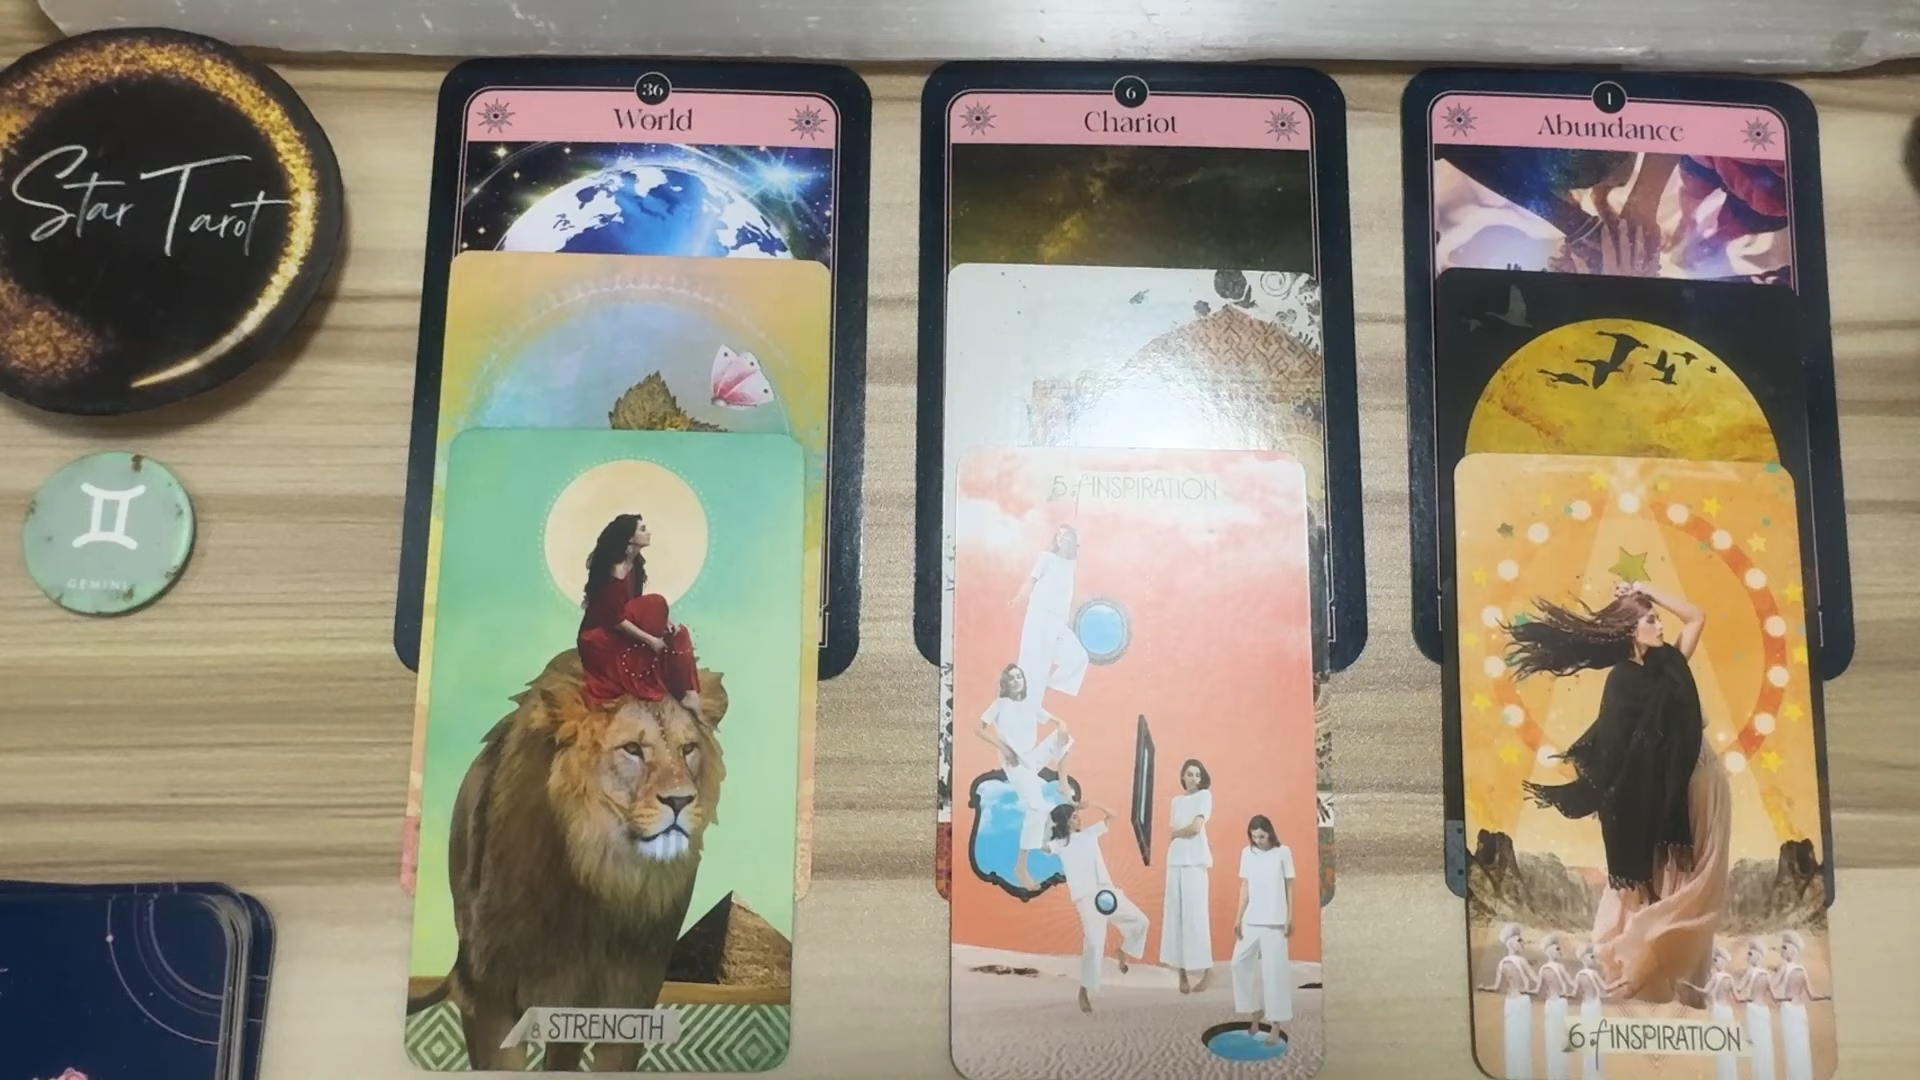 Star Tarot
GEMINI
36
World
6
Chariot
1
Abundance
8 STRENGTH
5 of INSPIRATION
6 of INSPIRATION